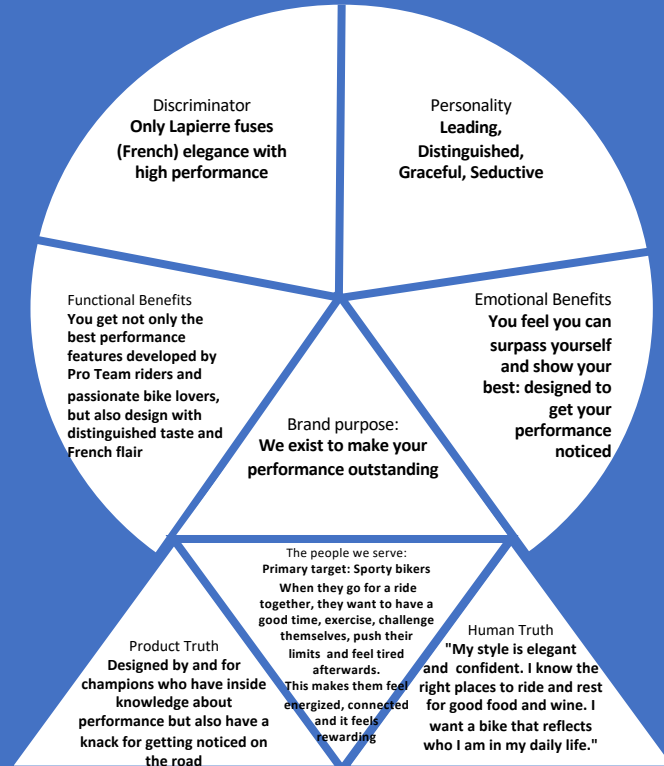 Discriminator
Only Lapierre fuses
(French) elegance with
high performance
Personality
Leading,
Distinguished,
Graceful, Seductive
Functional Benefits
You get not only the
best performance
features developed by
Pro Team riders and
passionate bike lovers,
but also design with
distinguished taste and
French flair
Emotional Benefits
You feel you can
surpass yourself
and show your
best: designed to
get your
performance
noticed
Brand purpose:
We exist to make your
performance outstanding
The people we serve:
Primary target: Sporty bikers
When they go for a ride
together, they want to have a
good time, exercise, challenge
themselves, push their
limits and feel tired
afterwards.
This makes them feel
energized, connected
and it feels
rewarding
Product Truth
Designed by and for
champions who have inside
knowledge about
performance but also have a
knack for getting noticed on
the road
Human Truth
"My style is elegant
and confident. I know the
right places to ride and rest
for good food and wine. I
want a bike that reflects
who I am in my daily life."